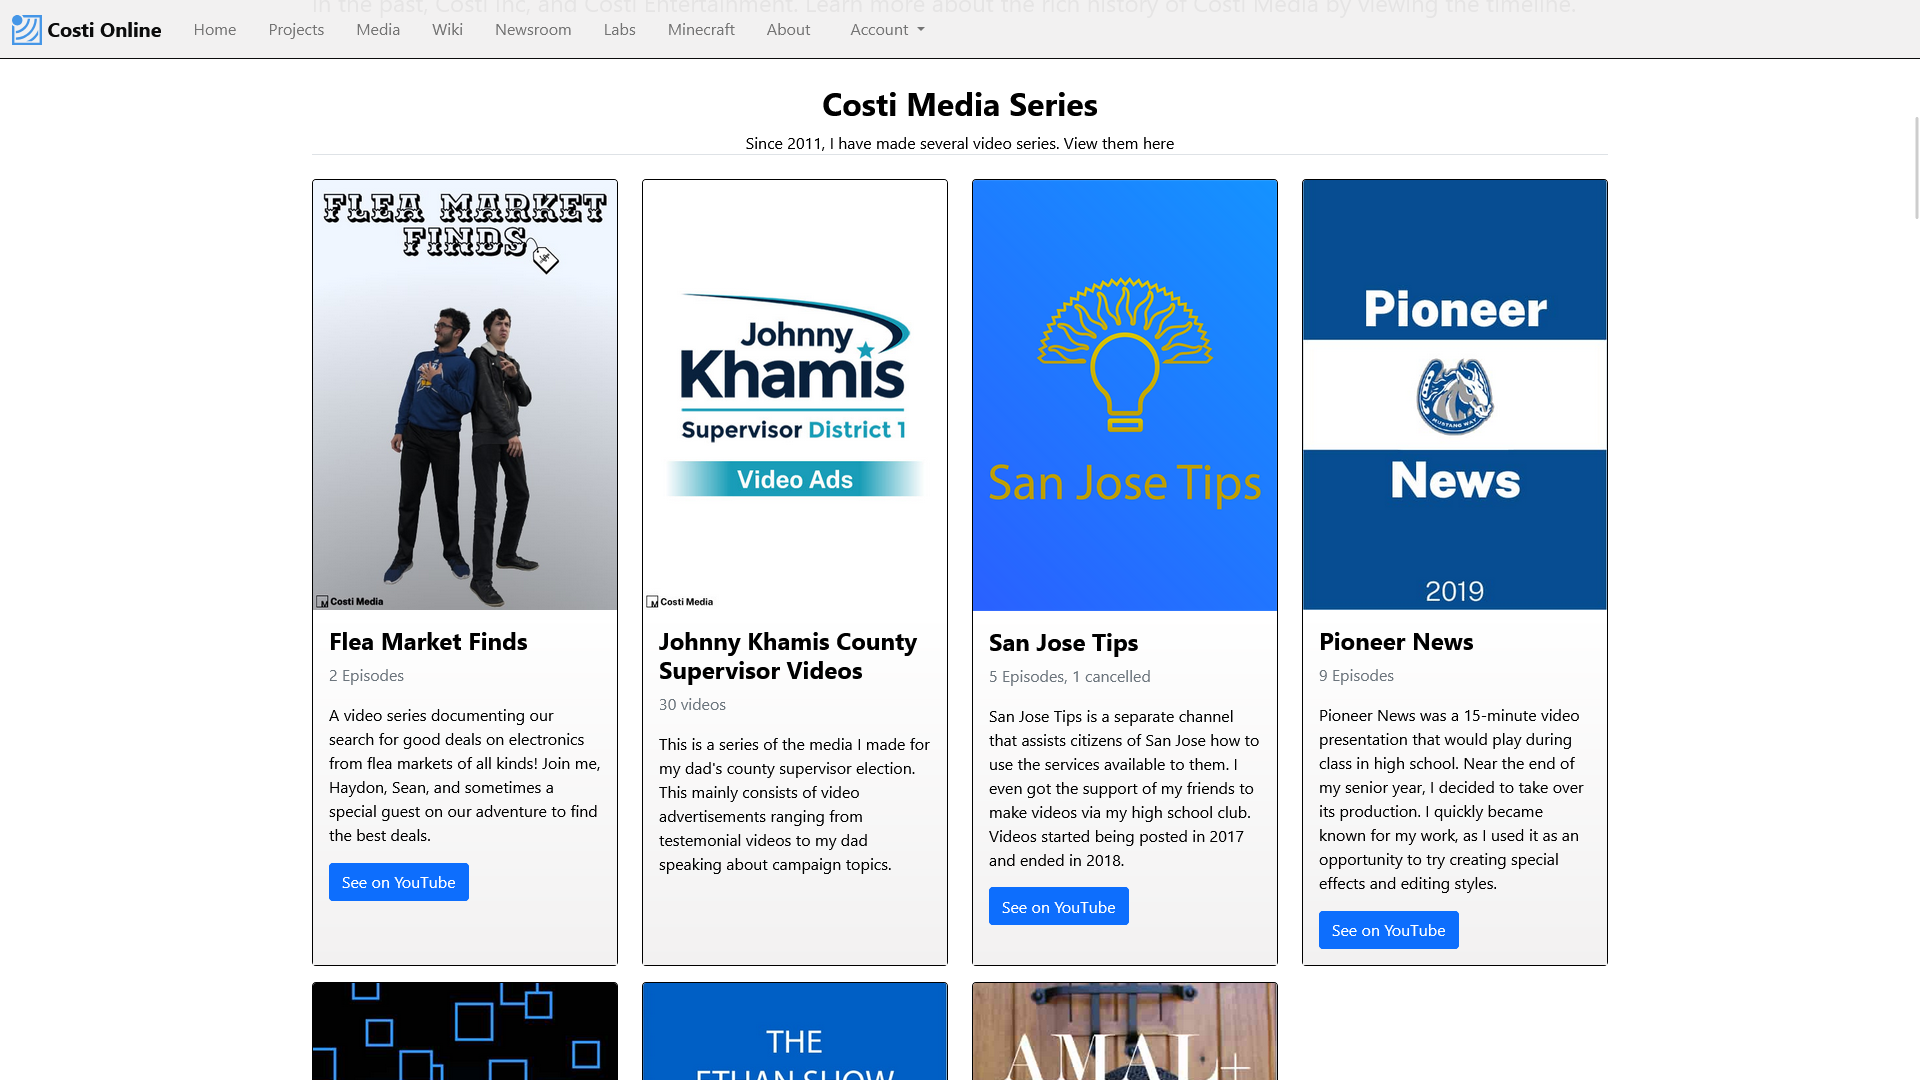 in the past, Costi Inc, and Costi Entertainment. Learn more about the rich history of Costi Media by viewing the timeline.
Costi Online Home Projects Media Wiki Newsroom Labs Minecraft About Account
Costi Media Series
Since 2011, I have made several video series. View them here
FLEA MARKET
FINDS
$
Costi Media
Flea Market Finds
2 Episodes
A video series documenting our
search for good deals on electronics
from flea markets of all kinds! Join me,
Haydon, Sean, and sometimes a
special guest on our adventure to find
the best deals.
See on YouTube
Johnny
Khamis
Supervisor District 1
Video Ads
Costi Media
Johnny Khamis County
Supervisor Videos
30 videos
This is a series of the media I made for
my dad's county supervisor election.
This mainly consists of video
advertisements ranging from
testemonial videos to my dad
speaking about campaign topics.
San Jose Tips
San Jose Tips
5 Episodes, 1 cancelled
San Jose Tips is a separate channel
that assists citizens of San Jose how to
use the services available to them. I
even got the support of my friends to
make videos via my high school club.
Videos started being posted in 2017
and ended in 2018.
See on YouTube
Pioneer
MUSTANG WAY
News
2019
Pioneer News
9 Episodes
Pioneer News was a 15-minute video
presentation that would play during
class in high school. Near the end of
my senior year, I decided to take over
its production. I quickly became
known for my work, as I used it as an
opportunity to try creating special
effects and editing styles.
See on YouTube
THE
ETHAN SHOW
AMAL+